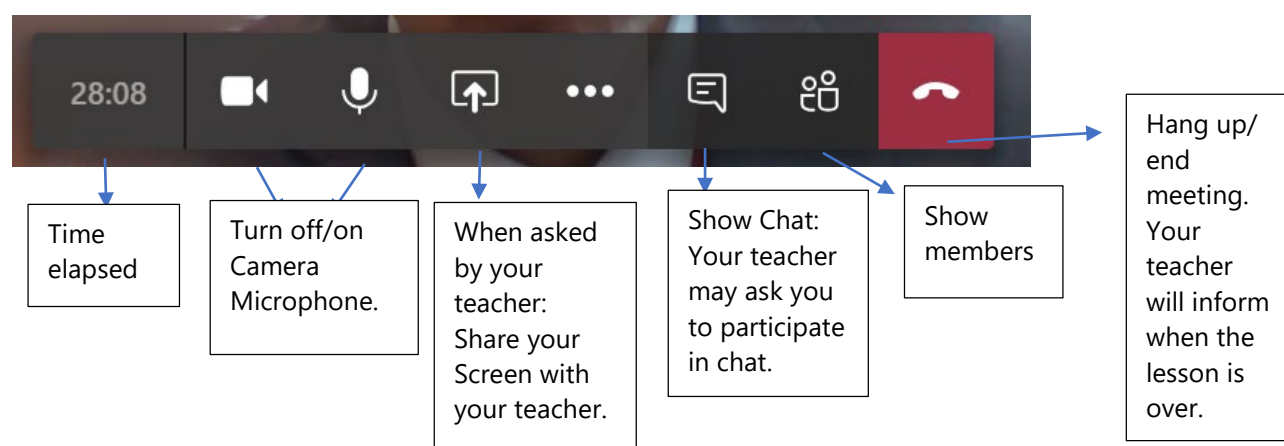 28:08
Time
elapsed
Turn off/on
Camera
Microphone.
When asked
by your
teacher:
Share your
Screen with
your teacher.
Show Chat:
Your teacher
may ask you
to participate
in chat.
Show
members
Hang up/
end
meeting.
Your
teacher
will inform
when the
lesson is
over.